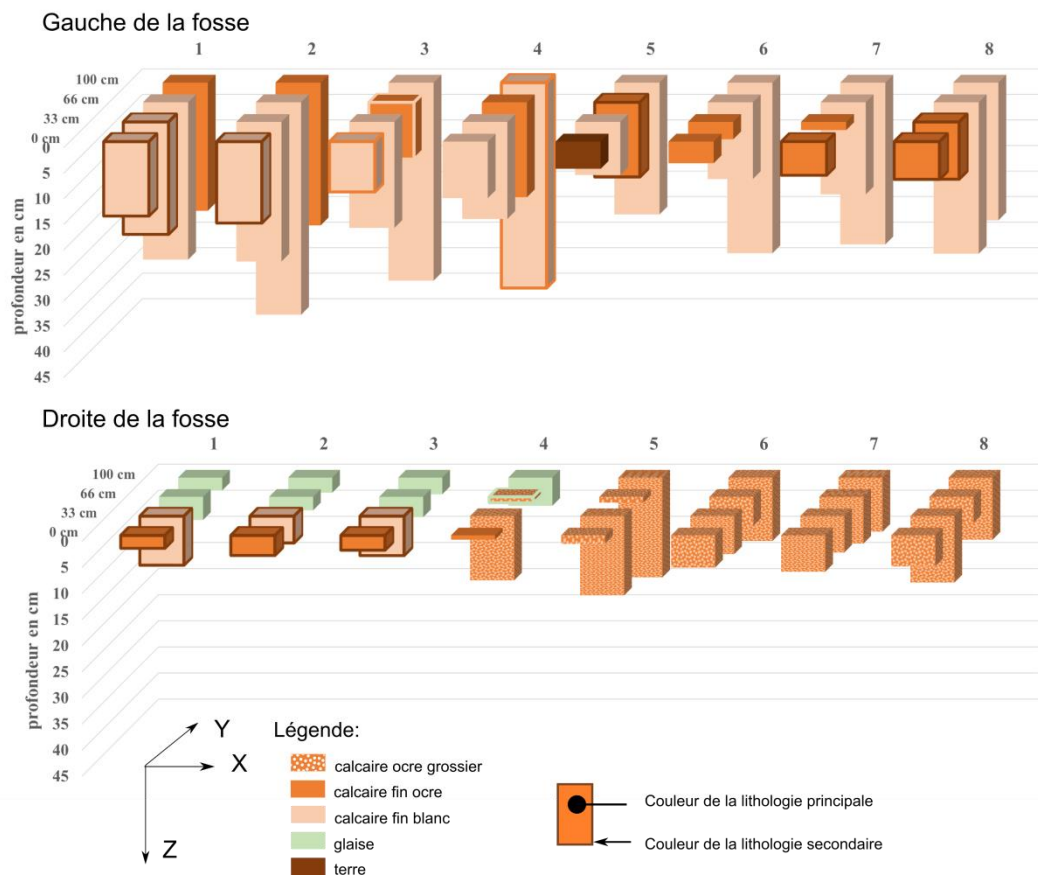 Gauche de la fosse
1 2 3 4 5 6 7 8
100 cm
66 cm
33 cm
0 cm
0
5
10
15
20
25
30
35
40
45
profondeur en cm
Droite de la fosse
1 2 3 4 5 6 7 8
100 cm
66 cm
33 cm
0 cm
0
5
10
15
20
25
30
35
40
45
profondeur en cm
Y
X
Z
Légende:
calcaire ocre grossier
calcaire fin ocre
calcaire fin blanc
glaise
terre
Couleur de la lithologie principale
Couleur de la lithologie secondaire